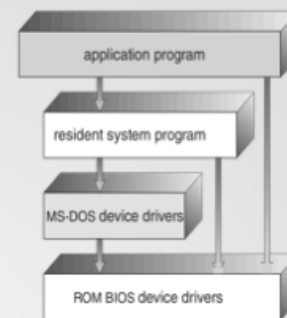 application program
resident system program
MS-DOS device drivers
ROM BIOS device drivers